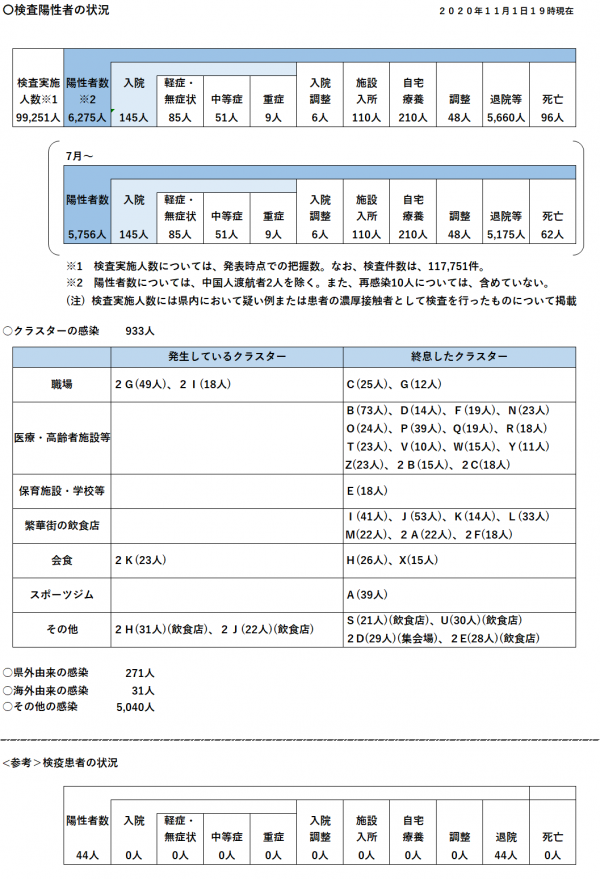 〇検査陽性者の状況
２０２０年１１月１日１９時現在
検査実施人数※1 陽性者数※2 入院 軽症・無症状 中等症 重症 入院調整 施設入所 自宅療養 調整 退院等 死亡
99,251人 6,275人 145人 85人 51人 9人 6人 110人 210人 48人 5,660人 96人
7月～
陽性者数 入院 軽症・無症状 中等症 重症 入院調整 施設入所 自宅療養 調整 退院等 死亡
5,756人 145人 85人 51人 9人 6人 110人 210人 48人 5,175人 62人
※1　検査実施人数については、発表時点での把握数。なお、検査件数は、117,751件。
※2　陽性者数については、中国人渡航者2人を除く。また、再感染10人については、含めていない。
（注）検査実施人数には県内において疑い例または患者の濃厚接触者として検査を行ったものについて掲載
〇クラスターの感染　933人
発生しているクラスター 終息したクラスター
職場 ２Ｇ(49人)、２Ｉ(18人) Ｃ(25人)、Ｇ(12人)
医療・高齢者施設等 Ｂ(73人)、Ｄ(14人)、Ｆ(19人)、Ｎ(23人)
Ｏ(24人)、Ｐ(39人)、Ｑ(19人)、Ｒ(18人)
Ｔ(23人)、Ｖ(10人)、Ｗ(15人)、Ｙ(11人)
Ｚ(23人)、２Ｂ(15人)、２Ｃ(18人)
保育施設・学校等 Ｅ(18人)
繁華街の飲食店 Ｉ(41人)、Ｊ(53人)、Ｋ(14人)、Ｌ(33人)
Ｍ(22人)、２Ａ(22人)、２Ｆ(18人)
会食 ２Ｋ(23人) Ｈ(26人)、Ｘ(15人)
スポーツジム Ａ(39人)
その他 ２Ｈ(31人)(飲食店)、２Ｊ(22人)(飲食店) Ｓ(21人)(飲食店)、Ｕ(30人)(飲食店)
２Ｄ(29人)(集会場)、２Ｅ(28人)(飲食店)
〇県外由来の感染　271人
〇海外由来の感染　31人
〇その他の感染　5,040人
<参考>検疫患者の状況
陽性者数 入院 軽症・無症状 中等症 重症 入院調整 施設入所 自宅療養 調整 退院 死亡
44人 0人 0人 0人 0人 0人 0人 0人 0人 44人 0人